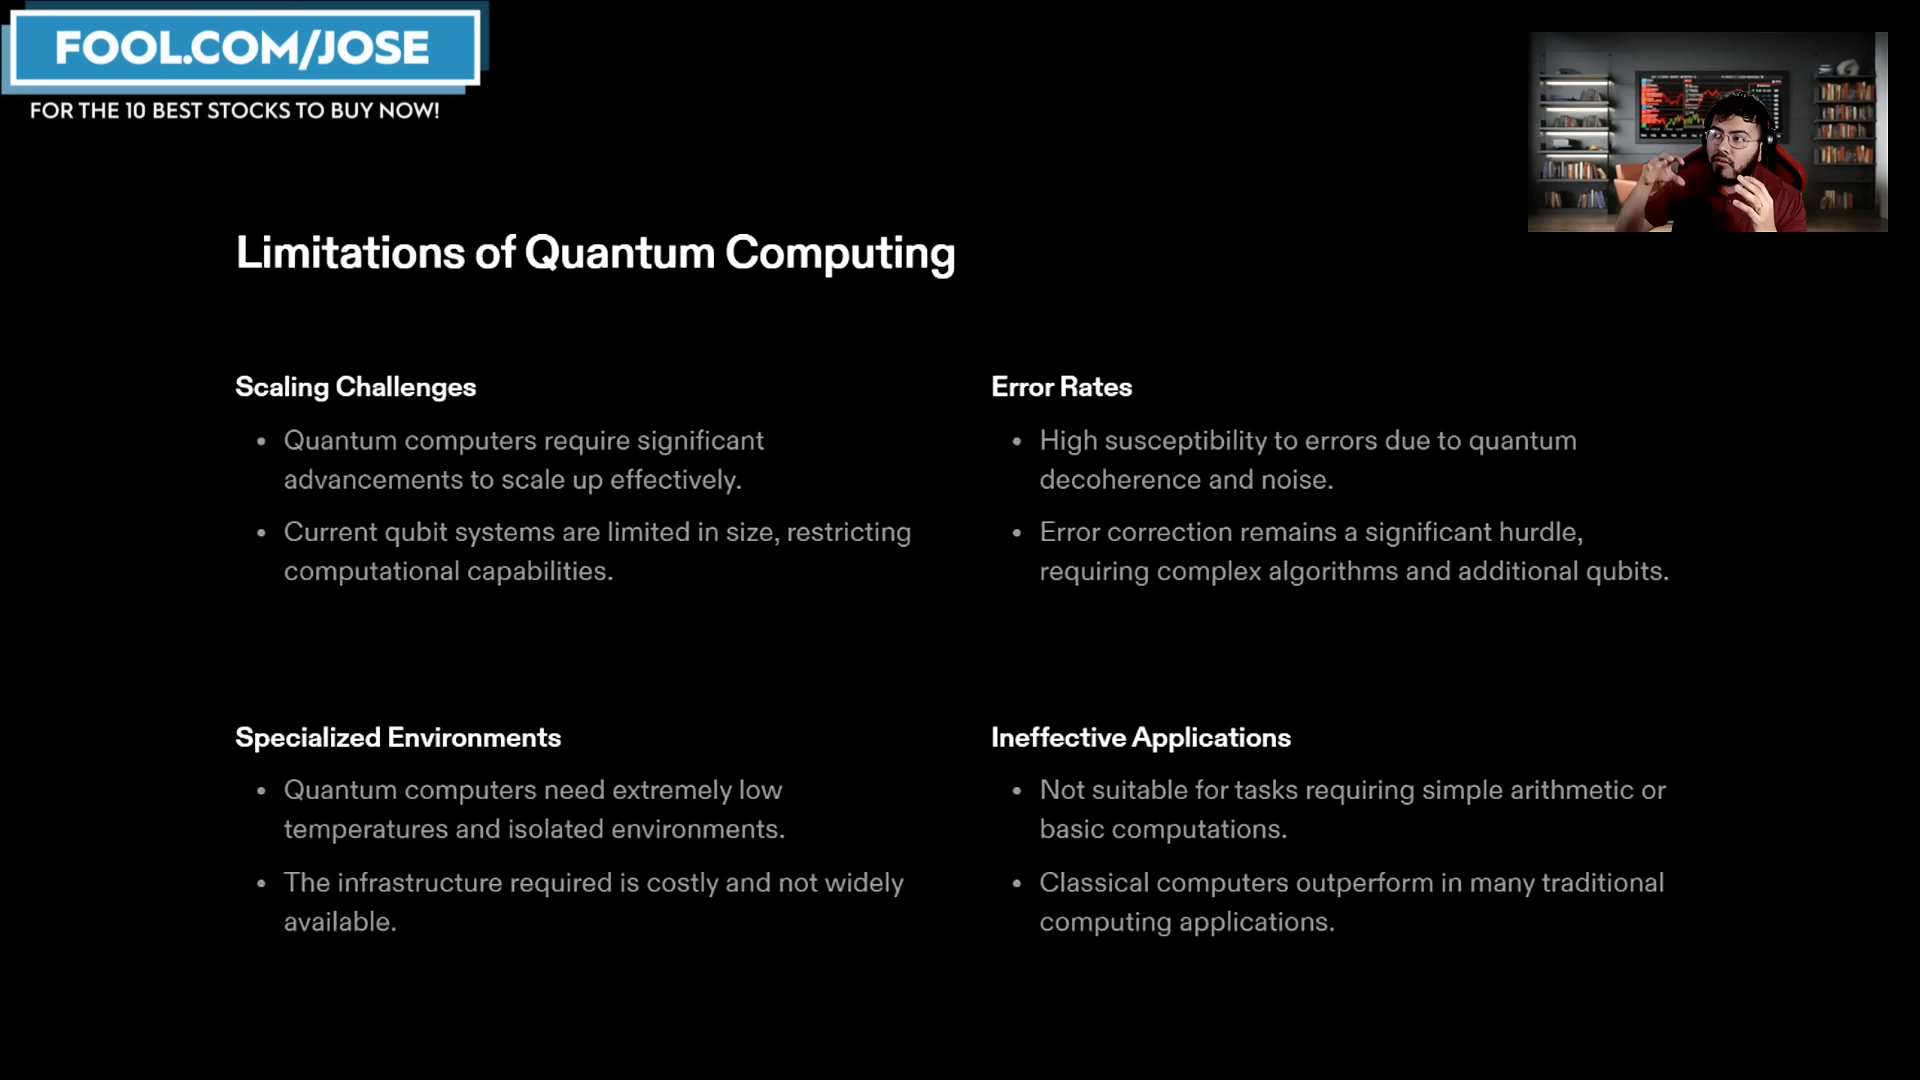 FOOL.COM/JOSE
FOR THE 10 BEST STOCKS TO BUY NOW!
Limitations of Quantum Computing
Scaling Challenges
• Quantum computers require significant
advancements to scale up effectively.
• Current qubit systems are limited in size, restricting
computational capabilities.
Error Rates
• High susceptibility to errors due to quantum
decoherence and noise.
• Error correction remains a significant hurdle,
requiring complex algorithms and additional qubits.
Specialized Environments
• Quantum computers need extremely low
temperatures and isolated environments.
• The infrastructure required is costly and not widely
available.
Ineffective Applications
• Not suitable for tasks requiring simple arithmetic or
basic computations.
• Classical computers outperform in many traditional
computing applications.